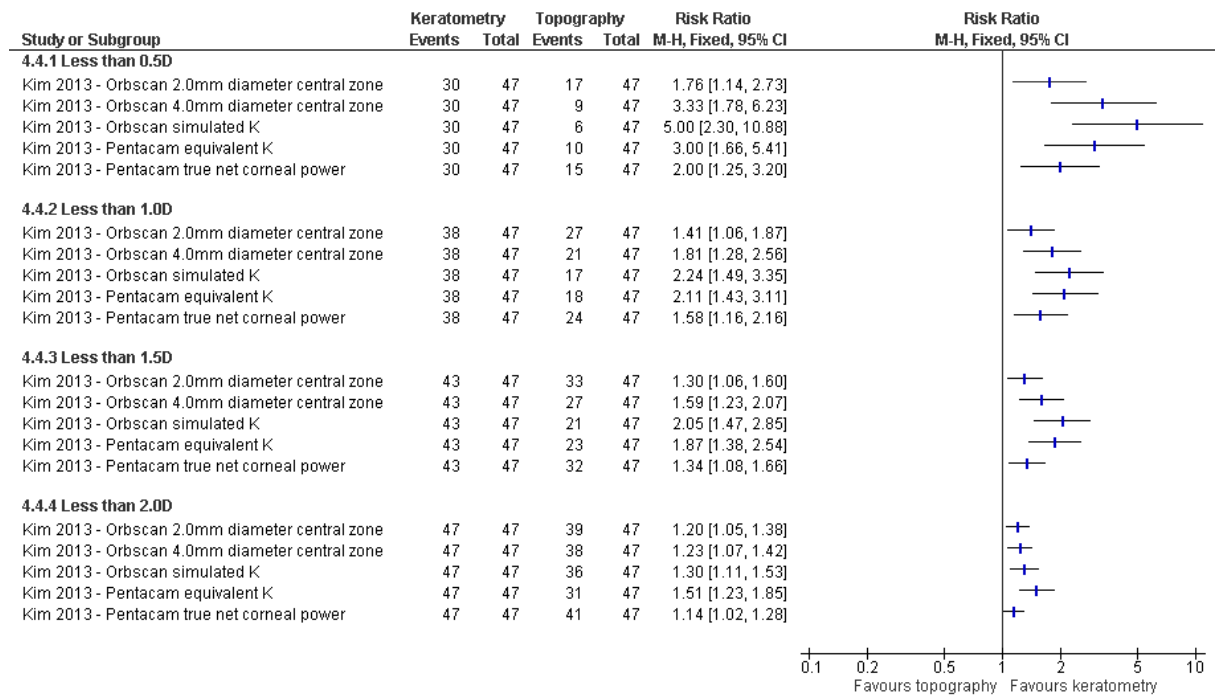 Keratometry Topography Risk Ratio Risk Ratio
Study or Subgroup Events Total Events Total M-H, Fixed, 95% CI M-H, Fixed, 95% CI
4.4.1 Less than 0.5D
Kim 2013 - Orbscan 2.0mm diameter central zone 30 47 17 47 1.76 [1.14, 2.73]
Kim 2013 - Orbscan 4.0mm diameter central zone 30 47 9 47 3.33 [1.78, 6.23]
Kim 2013 - Orbscan simulated K 30 47 6 47 5.00 [2.30, 10.88]
Kim 2013 - Pentacam equivalent K 30 47 10 47 3.00 [1.66, 5.41]
Kim 2013 - Pentacam true net corneal power 30 47 15 47 2.00 [1.25, 3.20]
4.4.2 Less than 1.0D
Kim 2013 - Orbscan 2.0mm diameter central zone 38 47 27 47 1.41 [1.06, 1.87]
Kim 2013 - Orbscan 4.0mm diameter central zone 38 47 21 47 1.81 [1.28, 2.56]
Kim 2013 - Orbscan simulated K 38 47 17 47 2.24 [1.49, 3.35]
Kim 2013 - Pentacam equivalent K 38 47 18 47 2.11 [1.43, 3.11]
Kim 2013 - Pentacam true net corneal power 38 47 24 47 1.58 [1.16, 2.16]
4.4.3 Less than 1.5D
Kim 2013 - Orbscan 2.0mm diameter central zone 43 47 33 47 1.30 [1.06, 1.60]
Kim 2013 - Orbscan 4.0mm diameter central zone 43 47 27 47 1.59 [1.23, 2.07]
Kim 2013 - Orbscan simulated K 43 47 21 47 2.05 [1.47, 2.85]
Kim 2013 - Pentacam equivalent K 43 47 23 47 1.87 [1.38, 2.54]
Kim 2013 - Pentacam true net corneal power 43 47 32 47 1.34 [1.08, 1.66]
4.4.4 Less than 2.0D
Kim 2013 - Orbscan 2.0mm diameter central zone 47 47 39 47 1.20 [1.05, 1.38]
Kim 2013 - Orbscan 4.0mm diameter central zone 47 47 38 47 1.23 [1.07, 1.42]
Kim 2013 - Orbscan simulated K 47 47 36 47 1.30 [1.11, 1.53]
Kim 2013 - Pentacam equivalent K 47 47 31 47 1.51 [1.23, 1.85]
Kim 2013 - Pentacam true net corneal power 47 47 41 47 1.14 [1.02, 1.28]
0.1 0.2 0.5 1 2 5 10
Favours topography Favours keratometry